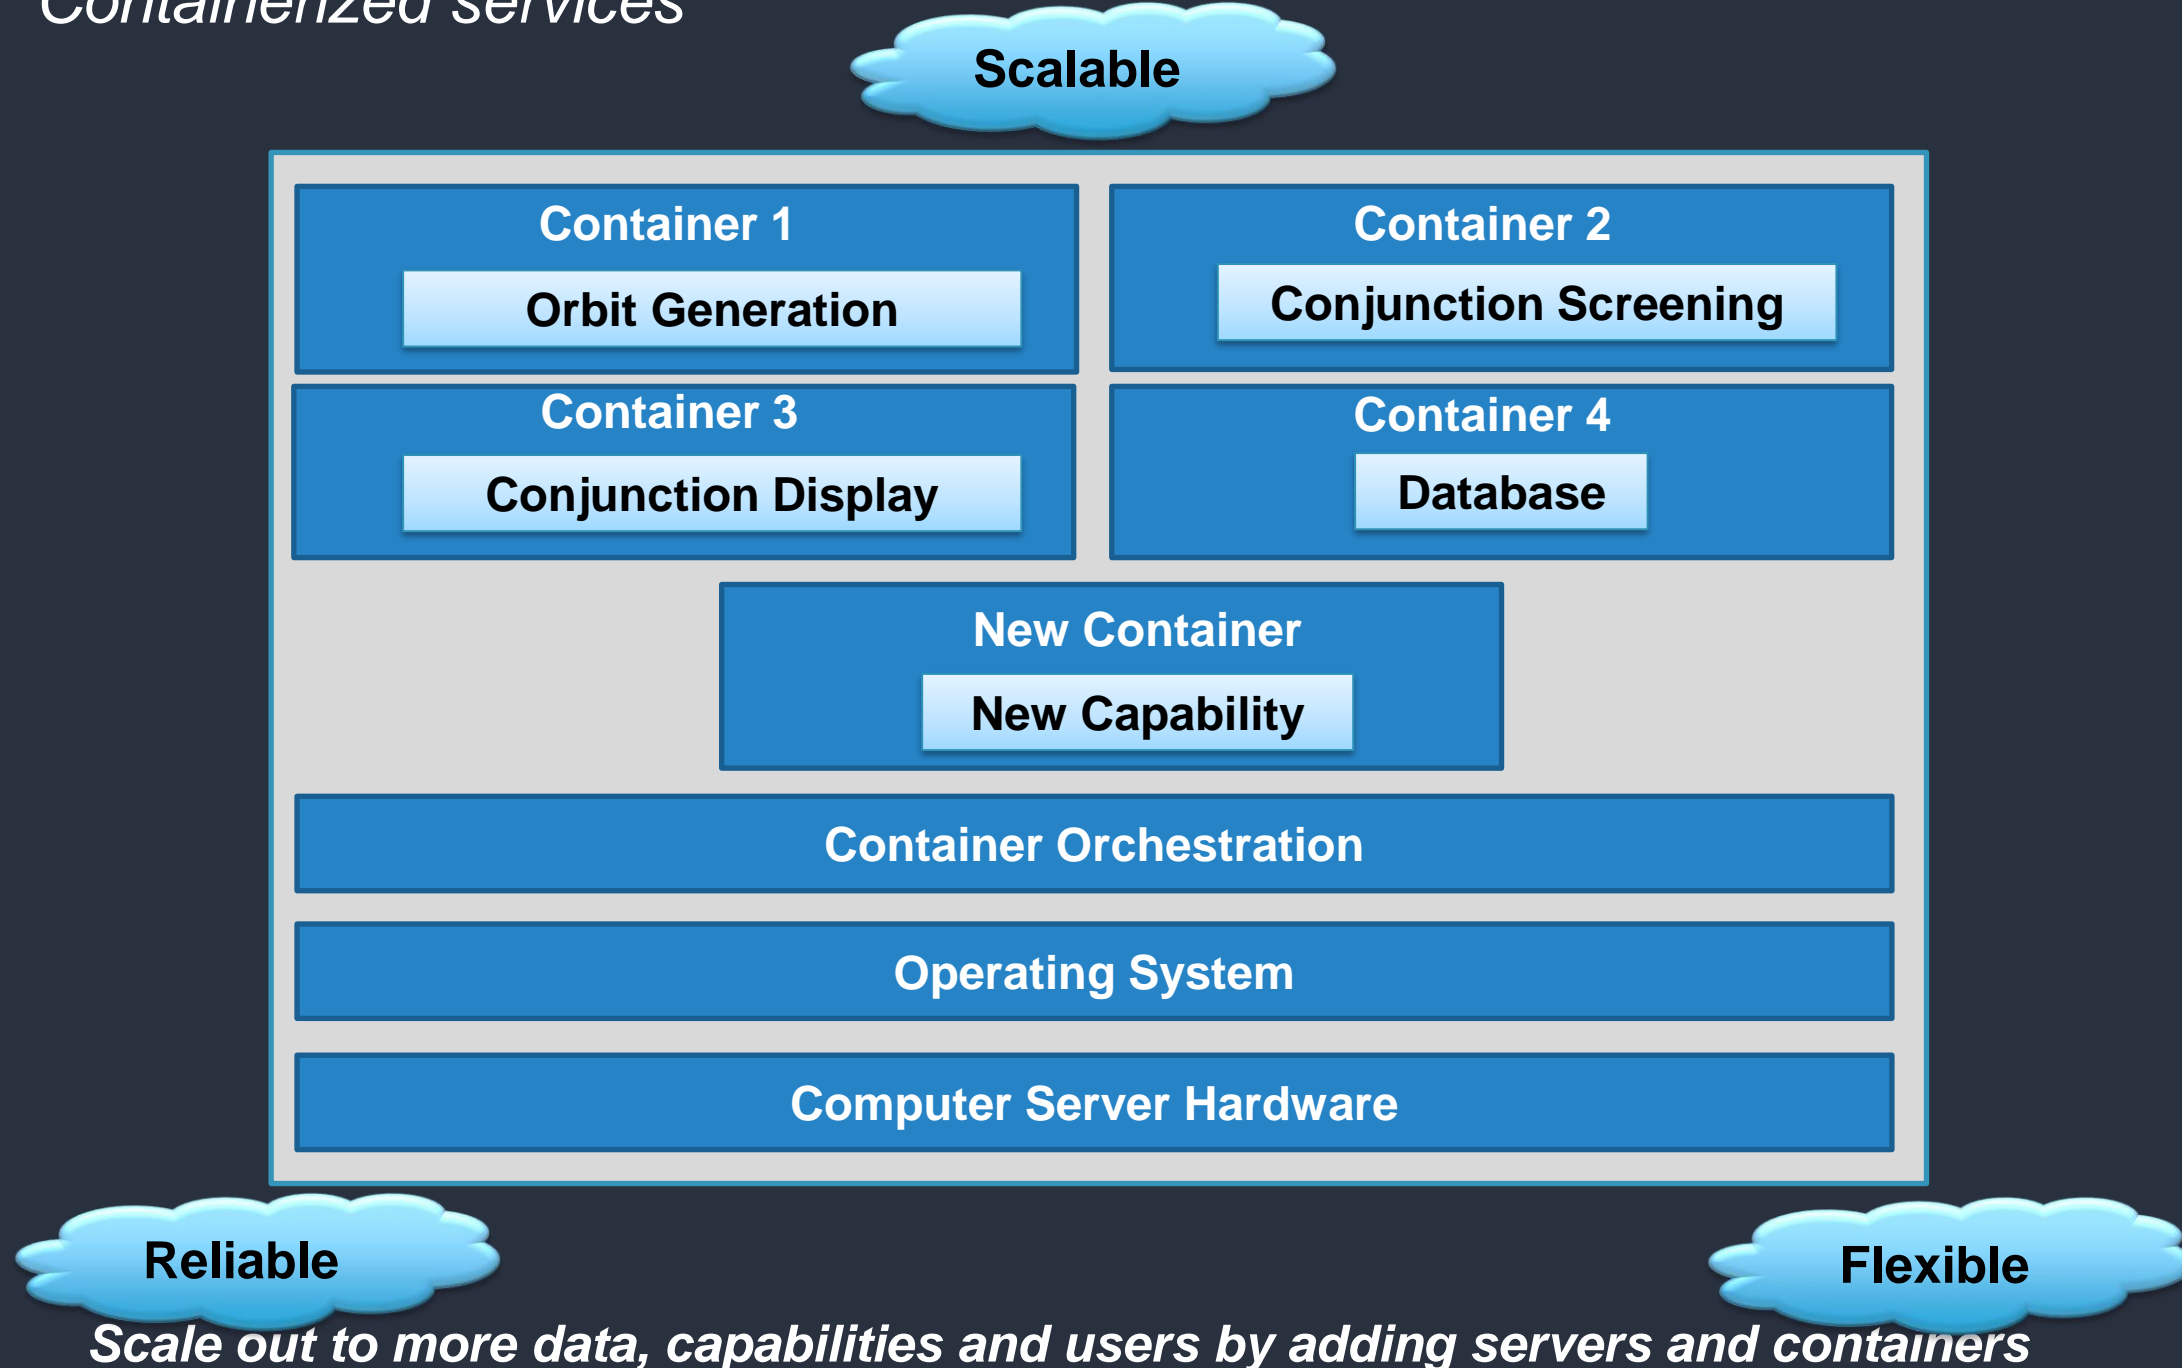 Containerized services
Scalable
Container 1
Orbit Generation
Container 2
Conjunction Screening
Container 3
Conjunction Display
Container 4
Database
New Container
New Capability
Container Orchestration
Operating System
Computer Server Hardware
Reliable
Flexible
Scale out to more data, capabilities and users by adding servers and containers